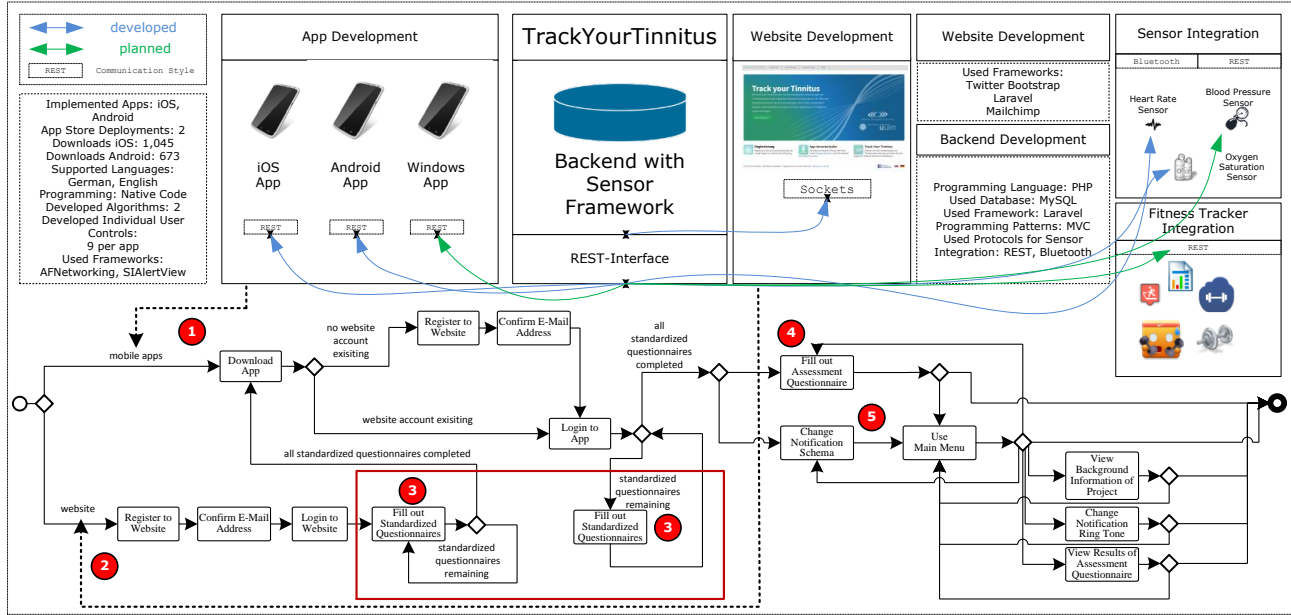 developed
planned
REST
Communication Style
Implemented Apps: iOS,
Android
App Store Deployments: 2
Downloads iOS: 1,045
Downloads Android: 673
Supported Languages:
German, English
Programming: Native Code
Developed Algorithms: 2
Developed Individual User
Controls:
9 per app
Used Frameworks:
AFNetworking, SIAlertView
App Development
iOS
App
Android
App
Windows
App
REST
REST
REST
TrackYourTinnitus
Backend with
Sensor
Framework
REST-Interface
Website Development
Track your Tinnitus
Sockets
Website Development
Used Frameworks:
Twitter Bootstrap
Laravel
Mailchimp
Backend Development
Programming Language: PHP
Used Database: MySQL
Used Framework: Laravel
Programming Patterns: MVC
Used Protocols for Sensor
Integration: REST, Bluetooth
Sensor Integration
Bluetooth
REST
Heart Rate
Sensor
Blood Pressure
Sensor
Oxygen
Saturation
Sensor
Fitness Tracker
Integration
REST
1
mobile apps
Download
App
no website
account
exisiting
Register to
Website
Confirm E-Mail
Address
website account exisiting
Login to
App
all
standardized
questionnaires
completed
all standardized questionnaires completed
website
2
Register to
Website
Confirm E-Mail
Address
Login to
Website
3
Fill out
Standardized
Questionnaires
standardized
questionnaires
remaining
standardized
questionnaires
remaining
Fill out
Standardized
Questionnaires
3
4
Fill out
Assessment
Questionnaire
5
Change
Notification
Schema
Use
Main Menu
View
Background
Information of
Project
Change
Notification
Ring Tone
View Results of
Assessment
Questionnaire